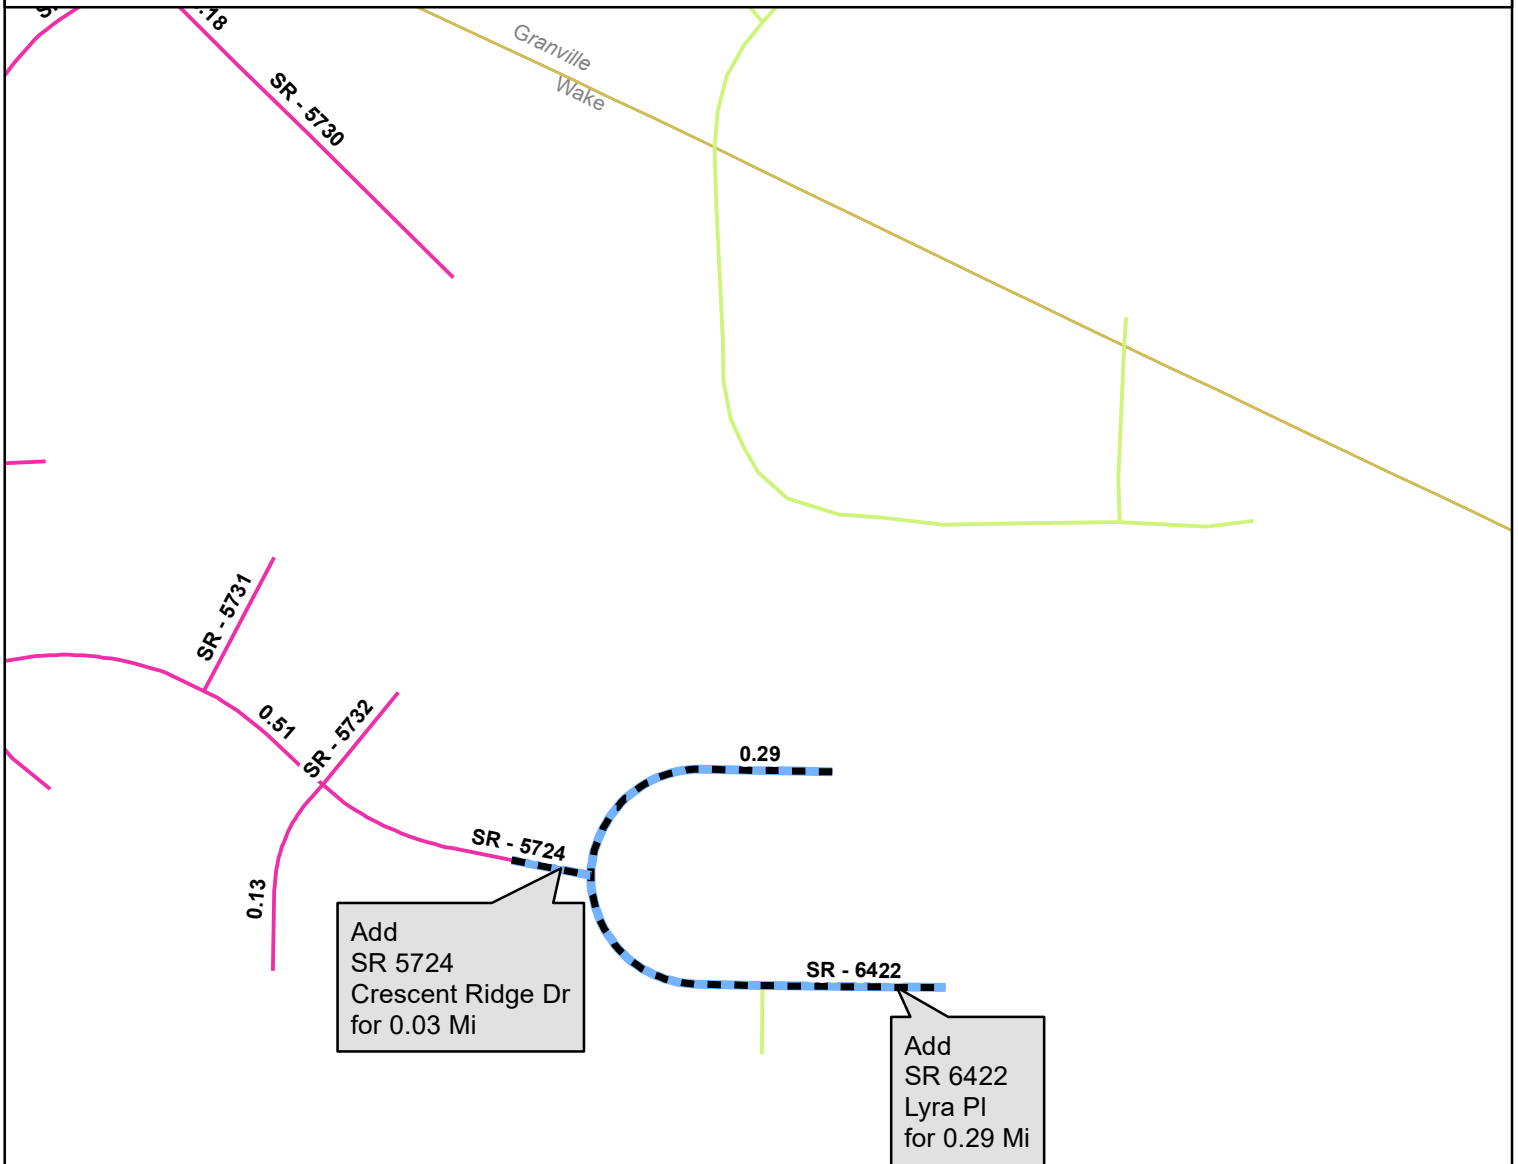 .18
Granville
Wake
SR - 5730
SR - 5731
0.51
SR - 5732
0.29
SR - 5724
0.13
Add
SR 5724
Crescent Ridge Dr
for 0.03 Mi
SR - 6422
Add
SR 6422
Lyra Pl
for 0.29 Mi